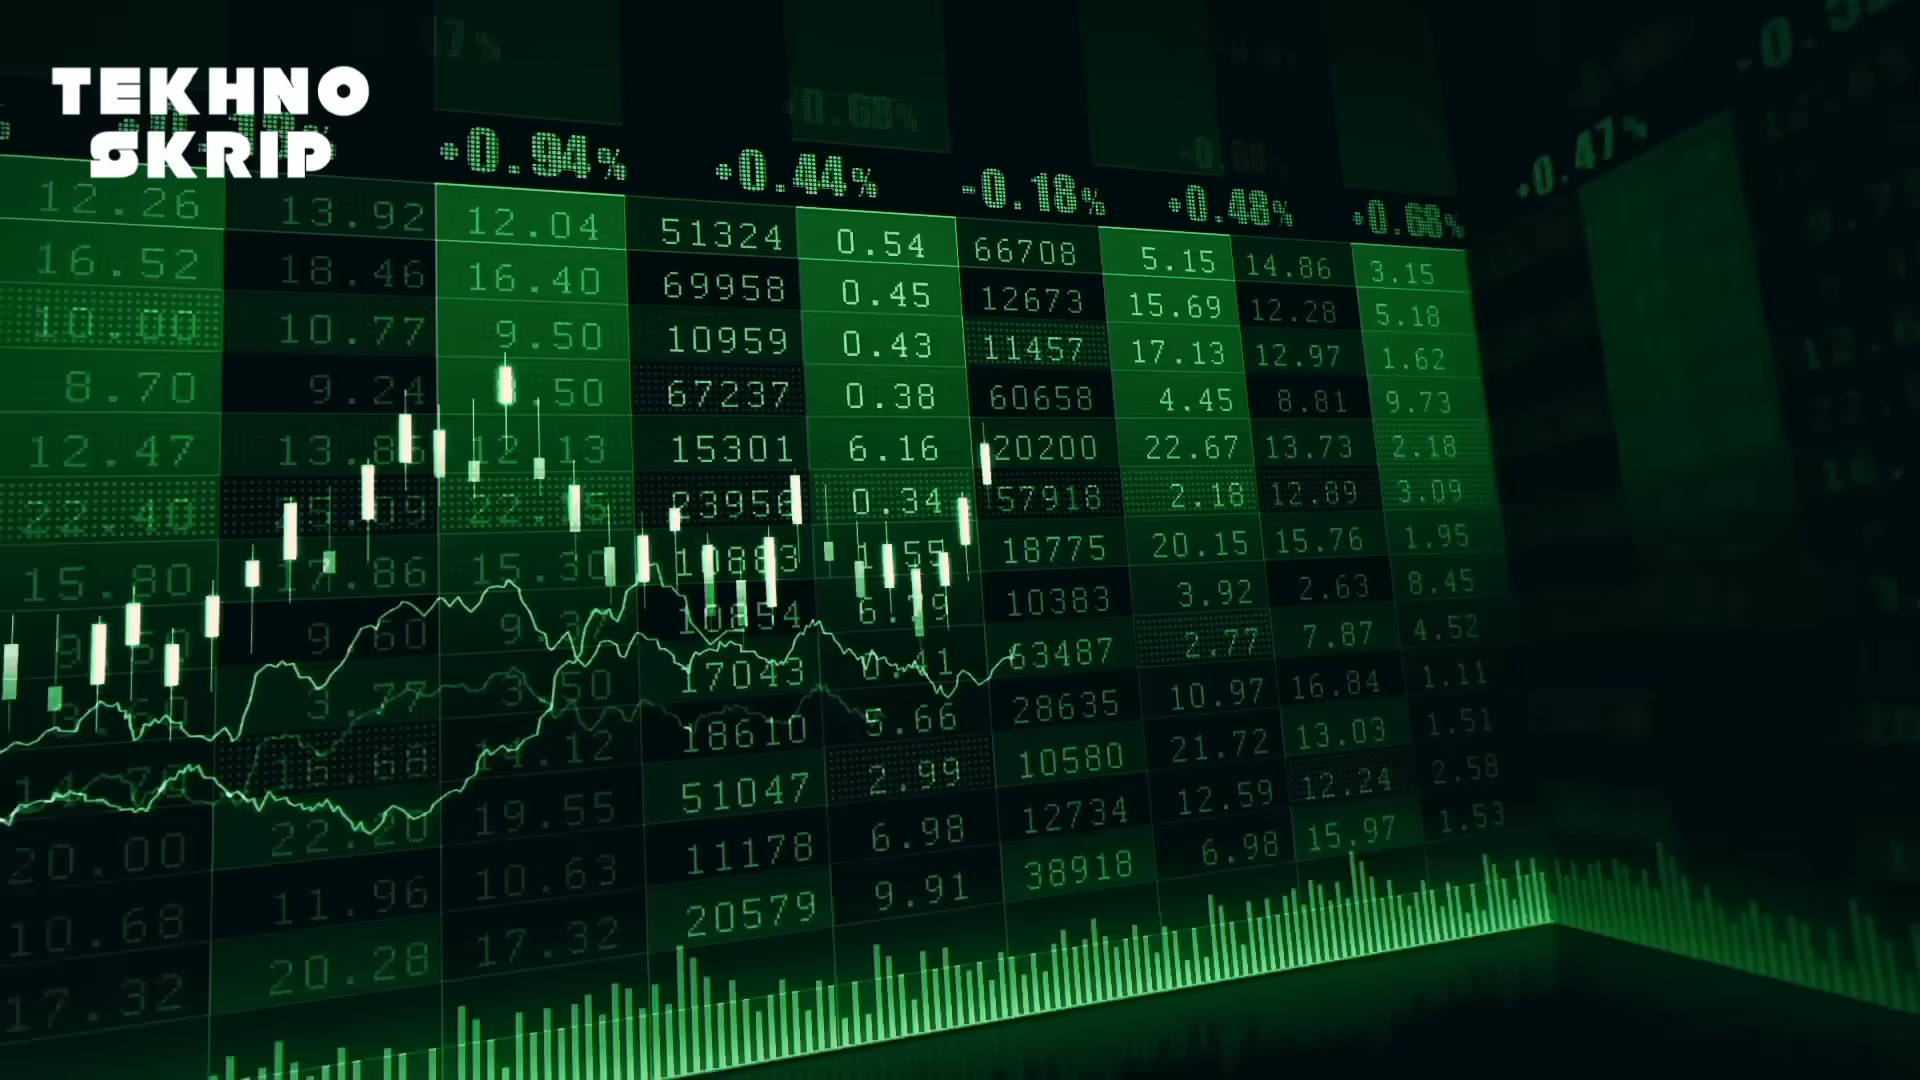 TEKHNO
SKRIP
+0.94% +0.44% -0.18% +0.48% +0.68% +0.47%
12.26 13.92 12.04 51324 0.54 66708 5.15 14.86 3.15
16.52 18.46 16.40 69958 0.45 12673 15.69 12.28 5.18
10.00 10.77 9.50 10959 0.43 11457 17.13 12.97 1.62
8.70 9.24 .50 67237 0.38 60658 4.45 8.81 9.73
12.47 15301 6.16 20200 22.67 13.73 2.18
22.40 23956 0.34 57918 2.18 12.89 3.09
15.80 18775 20.15 15.76 1.95
10383 3.92 2.63 8.45
17043 63487 2.77 7.87 4.52
18610 5.66 28635 10.97 16.84 1.11
51047 2.99 10580 21.72 13.03 1.51
20.00 22.20 19.55 11178 6.98 12734 12.59 12.24 2.58
10.68 11.96 10.63 20579 9.91 38918 6.98 15.97 1.53
17.32 20.28 17.32